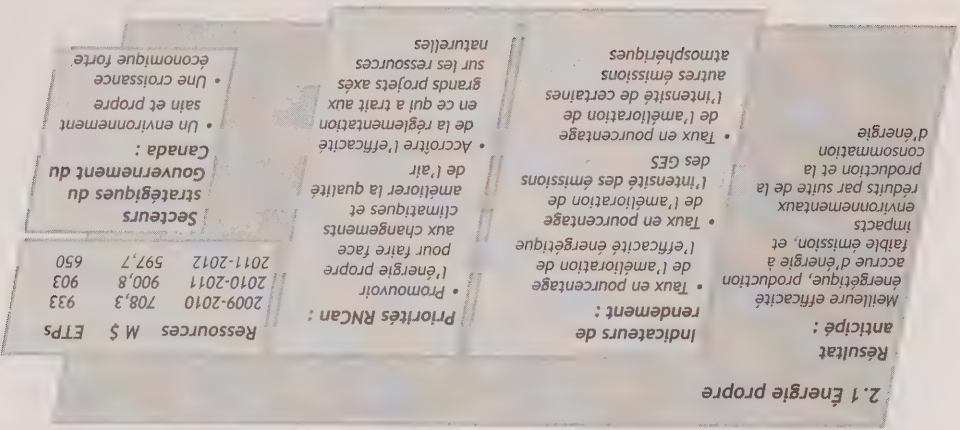 2.1 Énergie propre
Résultat
anticipé :
Meilleure efficacité
énergétique, production
accrue d'énergie à
faible émission, et
impacts
environnementaux
réduits par suite de la
production et la
consommation
d'énergie
Indicateurs de
rendement :
• Taux en pourcentage
de l'amélioration de
l'efficacité énergétique
• Taux en pourcentage
de l'amélioration de
l'intensité des émissions
des GES
• Taux en pourcentage
de l'amélioration de
l'intensité de certaines
autres émissions
atmosphériques
Priorités RNCan :
• Promouvoir
l'énergie propre
pour faire face
aux changements
climatiques et
améliorer la qualité
de l'air
• Accroître l'efficacité
de la réglementation
en ce qui a trait aux
grands projets axés
sur les ressources
naturelles
Ressources M $ ETPs
2009-2010 708,3 933
2010-2011 900,8 903
2011-2012 597,7 650
Secteurs
stratégiques du
Gouvernement du
Canada :
• Un environnement
sain et propre
• Une croissance
économique forte